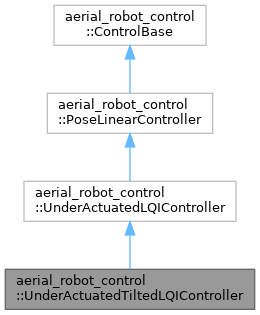 aerial_robot_control
::ControlBase
aerial_robot_control
::PoseLinearController
aerial_robot_control
::UnderActuatedLQIController
aerial_robot_control
::UnderActuatedTiltedLQIController